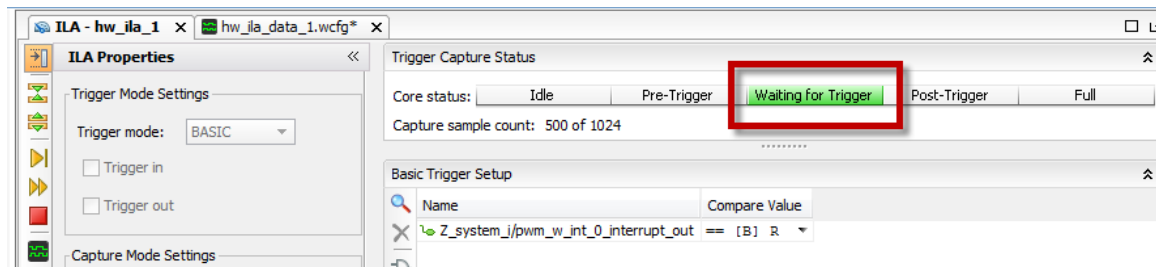 ILA - hw_ila_1 hw_ila_data_1.wcfg*
ILA Properties
Trigger Mode Settings
Trigger mode: BASIC
Trigger in
Trigger out
Capture Mode Settings
Trigger Capture Status
Core status: Idle Pre-Trigger Waiting for Trigger Post-Trigger Full
Capture sample count: 500 of 1024
Basic Trigger Setup
Name Compare Value
Z_system_i/pwm_w_int_0_interrupt_out == [B] R